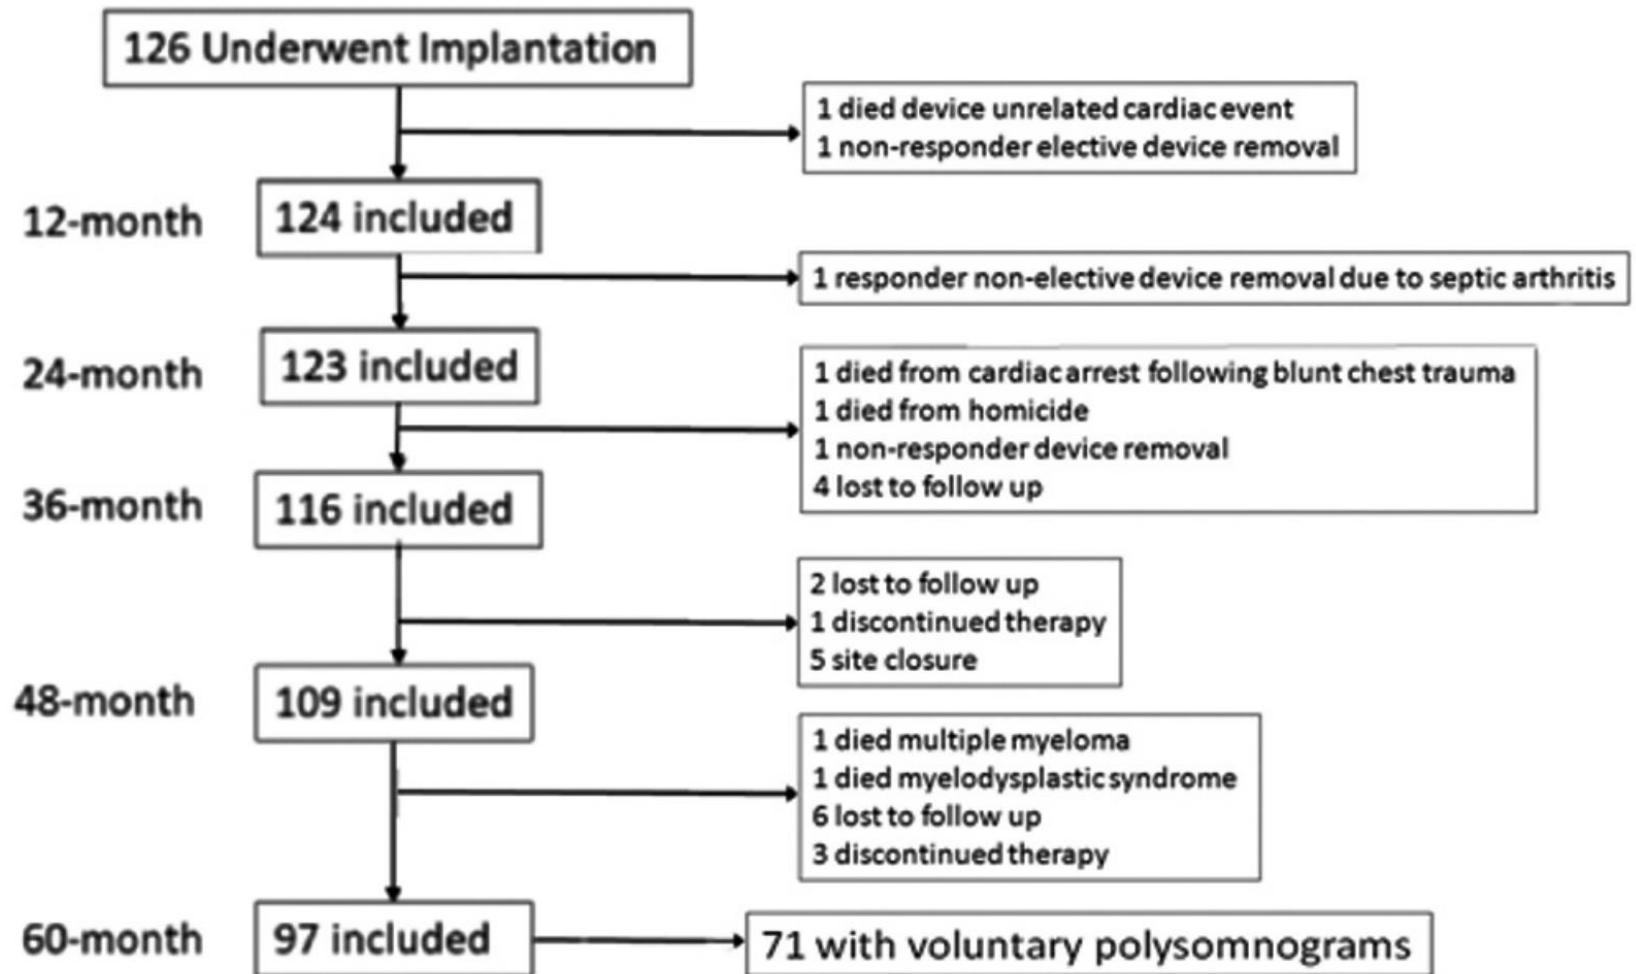 126 Underwent Implantation
1 died device unrelated cardiac event
1 non-responder elective device removal
12-month
124 included
1 responder non-elective device removal due to septic arthritis
24-month
123 included
1 died from cardiac arrest following blunt chest trauma
1 died from homicide
1 non-responder device removal
4 lost to follow up
36-month
116 included
2 lost to follow up
1 discontinued therapy
5 site closure
48-month
109 included
1 died multiple myeloma
1 died myelodysplastic syndrome
6 lost to follow up
3 discontinued therapy
60-month
97 included
71 with voluntary polysomnograms